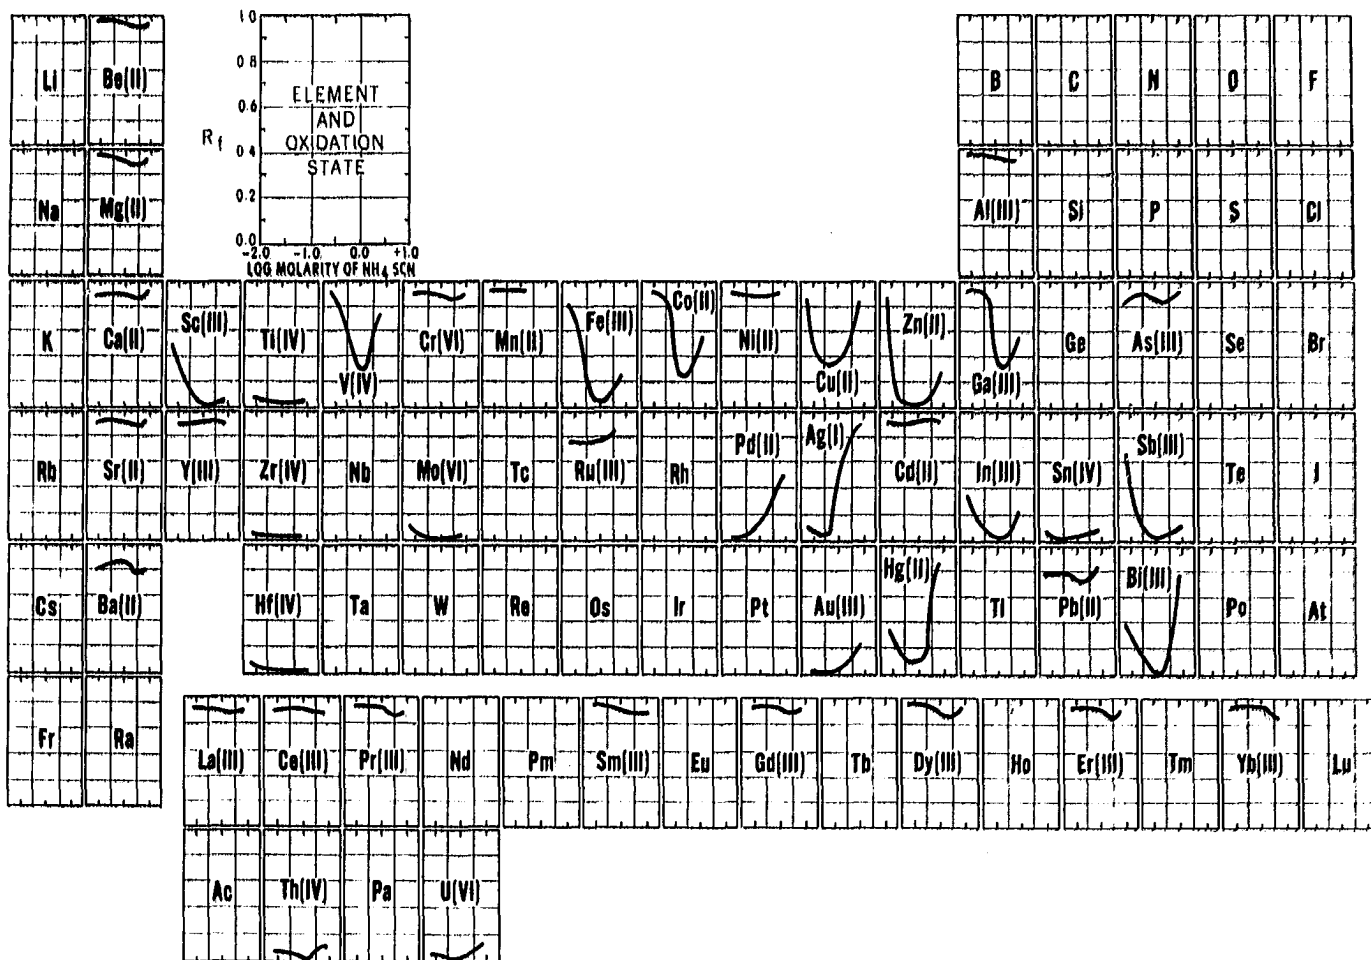 1.0
0.8
0.6
0.4
0.2
0.0
Rf
ELEMENT
AND
OXIDATION
STATE
-2.0 -1.0 0.0 +1.0
LOG MOLARITY OF NH4 SCN
Li Be(II) B C N O F
Na Mg(II) Al(III) Si P S Cl
K Ca(II) Sc(III) Ti(IV) V(IV) Cr(VI) Mn(II) Fe(III) Co(II) Ni(II) Cu(II) Zn(II) Ga(III) Ge As(III) Se Br
Rb Sr(II) Y(III) Zr(IV) Nb Mo(VI) Tc Ru(III) Rh Pd(II) Ag(I) Cd(II) In(III) Sn(IV) Sb(III) Te I
Cs Ba(II) Hf(IV) Ta W Re Os Ir Pt Au(III) Hg(II) Tl Pb(II) Bi(III) Po At
Fr Ra
La(III) Ce(III) Pr(III) Nd Pm Sm(III) Eu Gd(III) Tb Dy(III) Ho Er(III) Tm Yb(III) Lu
Ac Th(IV) Pa U(VI)